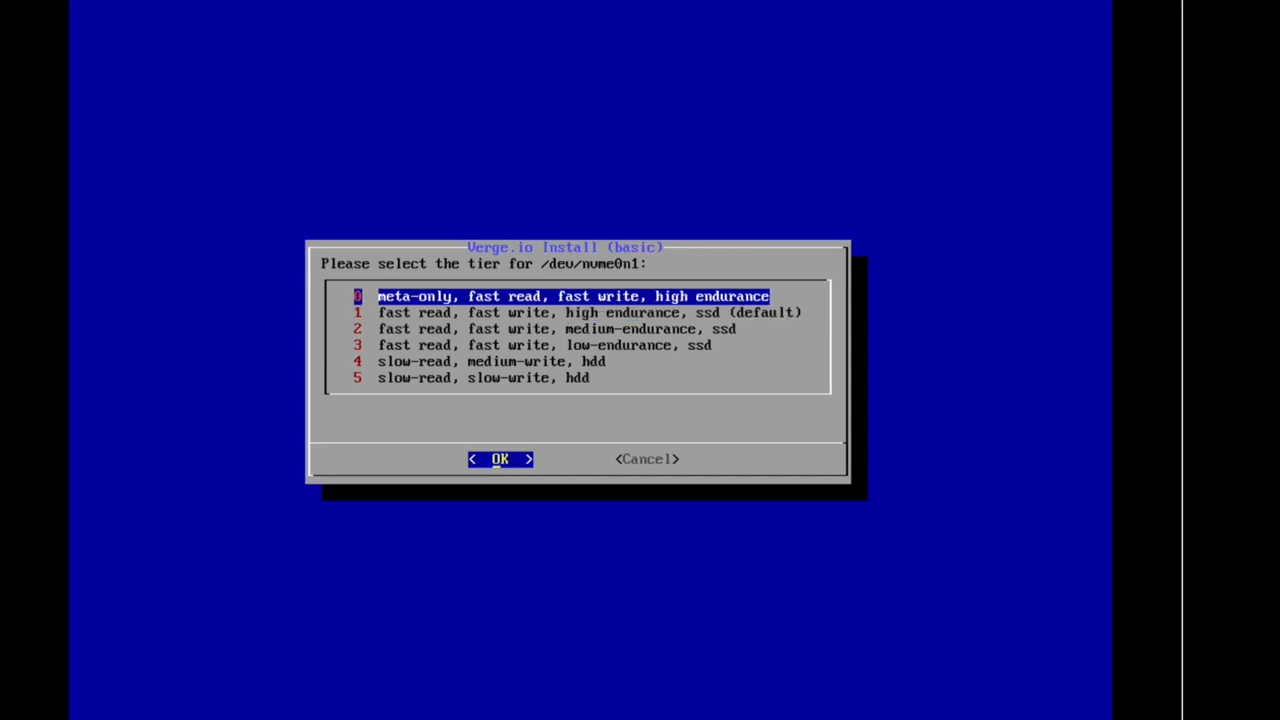 Verge.io Install (basic)
Please select the tier for /dev/nvme0n1:
0 meta-only, fast read, fast write, high endurance
1 fast read, fast write, high endurance, ssd (default)
2 fast read, fast write, medium-endurance, ssd
3 fast read, fast write, low-endurance, ssd
4 slow-read, medium-write, hdd
5 slow-read, slow-write, hdd
< OK > <Cancel>